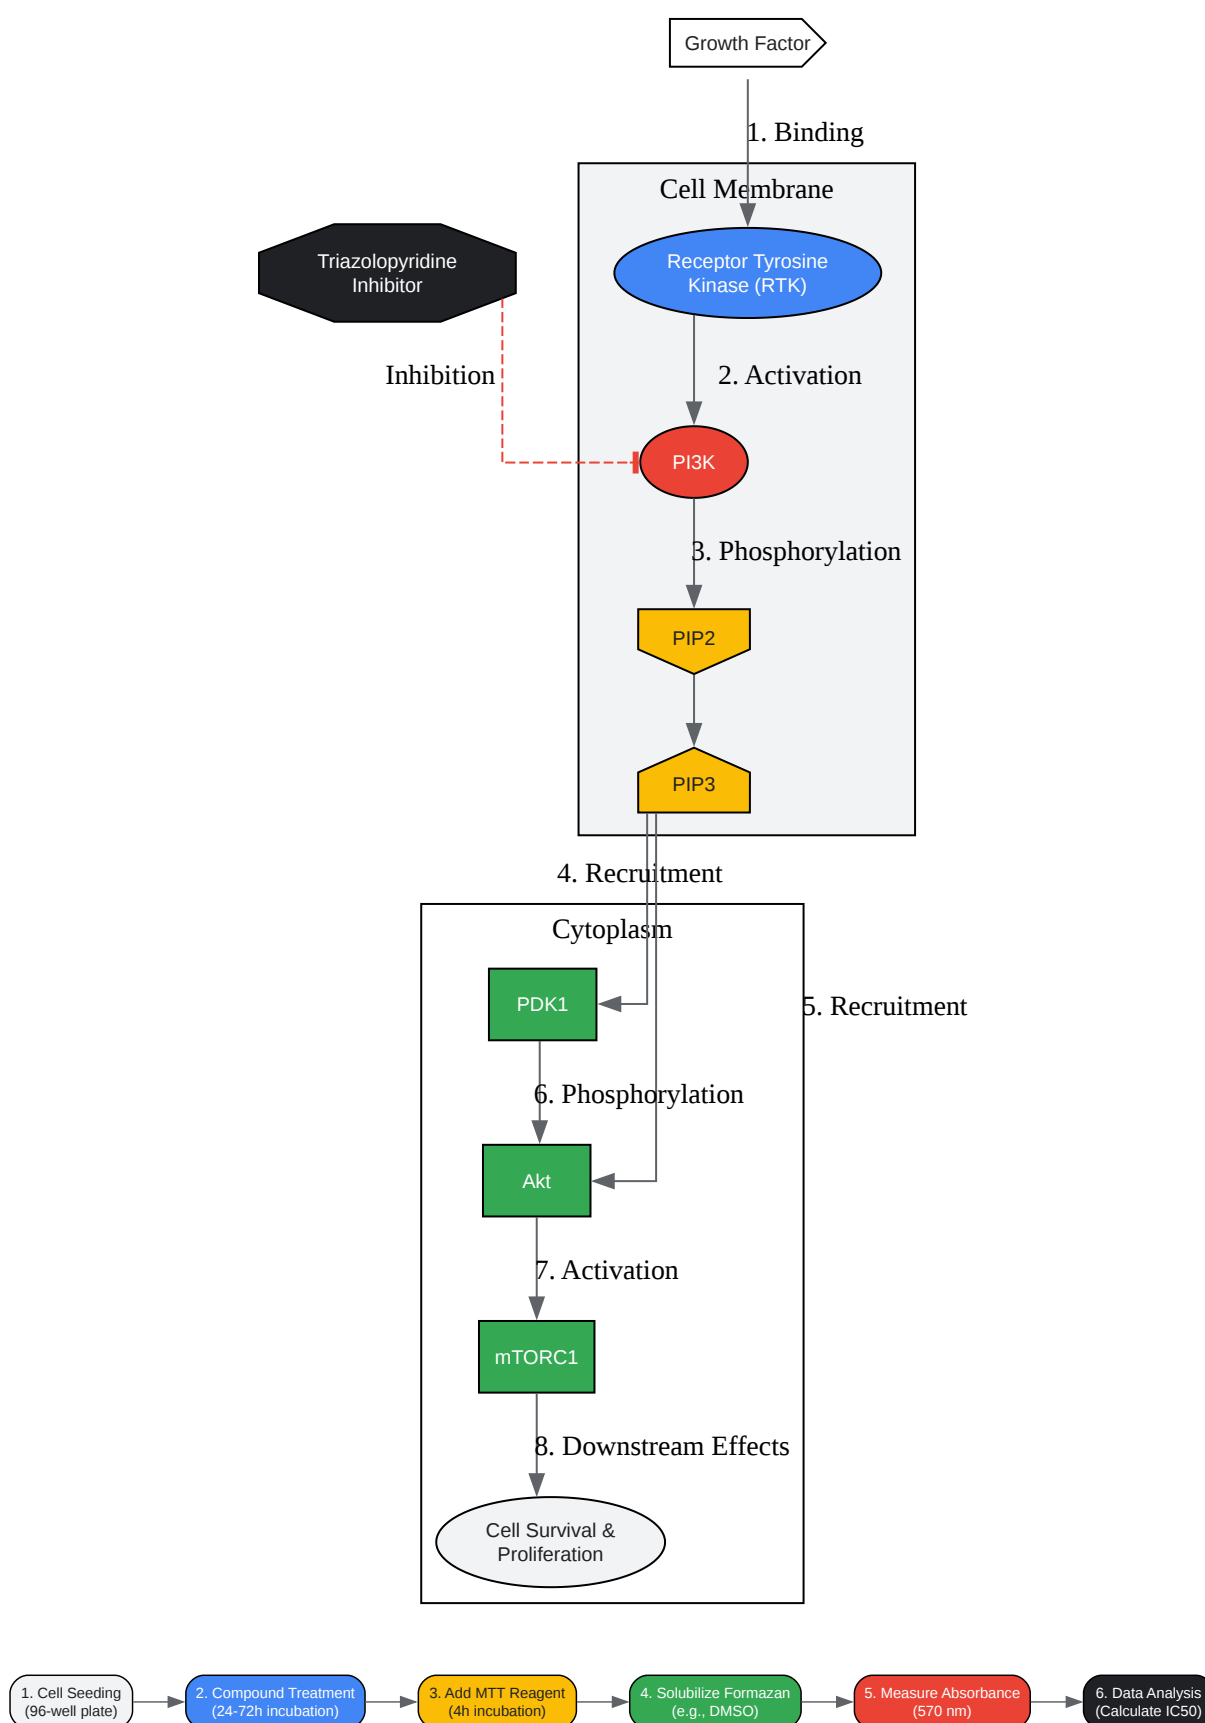 Growth Factor
1. Binding
Cell Membrane
Triazolopyridine
Inhibitor
Receptor Tyrosine
Kinase (RTK)
Inhibition
2. Activation
PI3K
3. Phosphorylation
PIP2
PIP3
4. Recruitment
Cytoplasm
PDK1
5. Recruitment
6. Phosphorylation
Akt
7. Activation
mTORC1
8. Downstream Effects
Cell Survival &
Proliferation
1. Cell Seeding
(96-well plate)
2. Compound Treatment
(24-72h incubation)
3. Add MTT Reagent
(4h incubation)
4. Solubilize Formazan
(e.g., DMSO)
5. Measure Absorbance
(570 nm)
6. Data Analysis
(Calculate IC50)